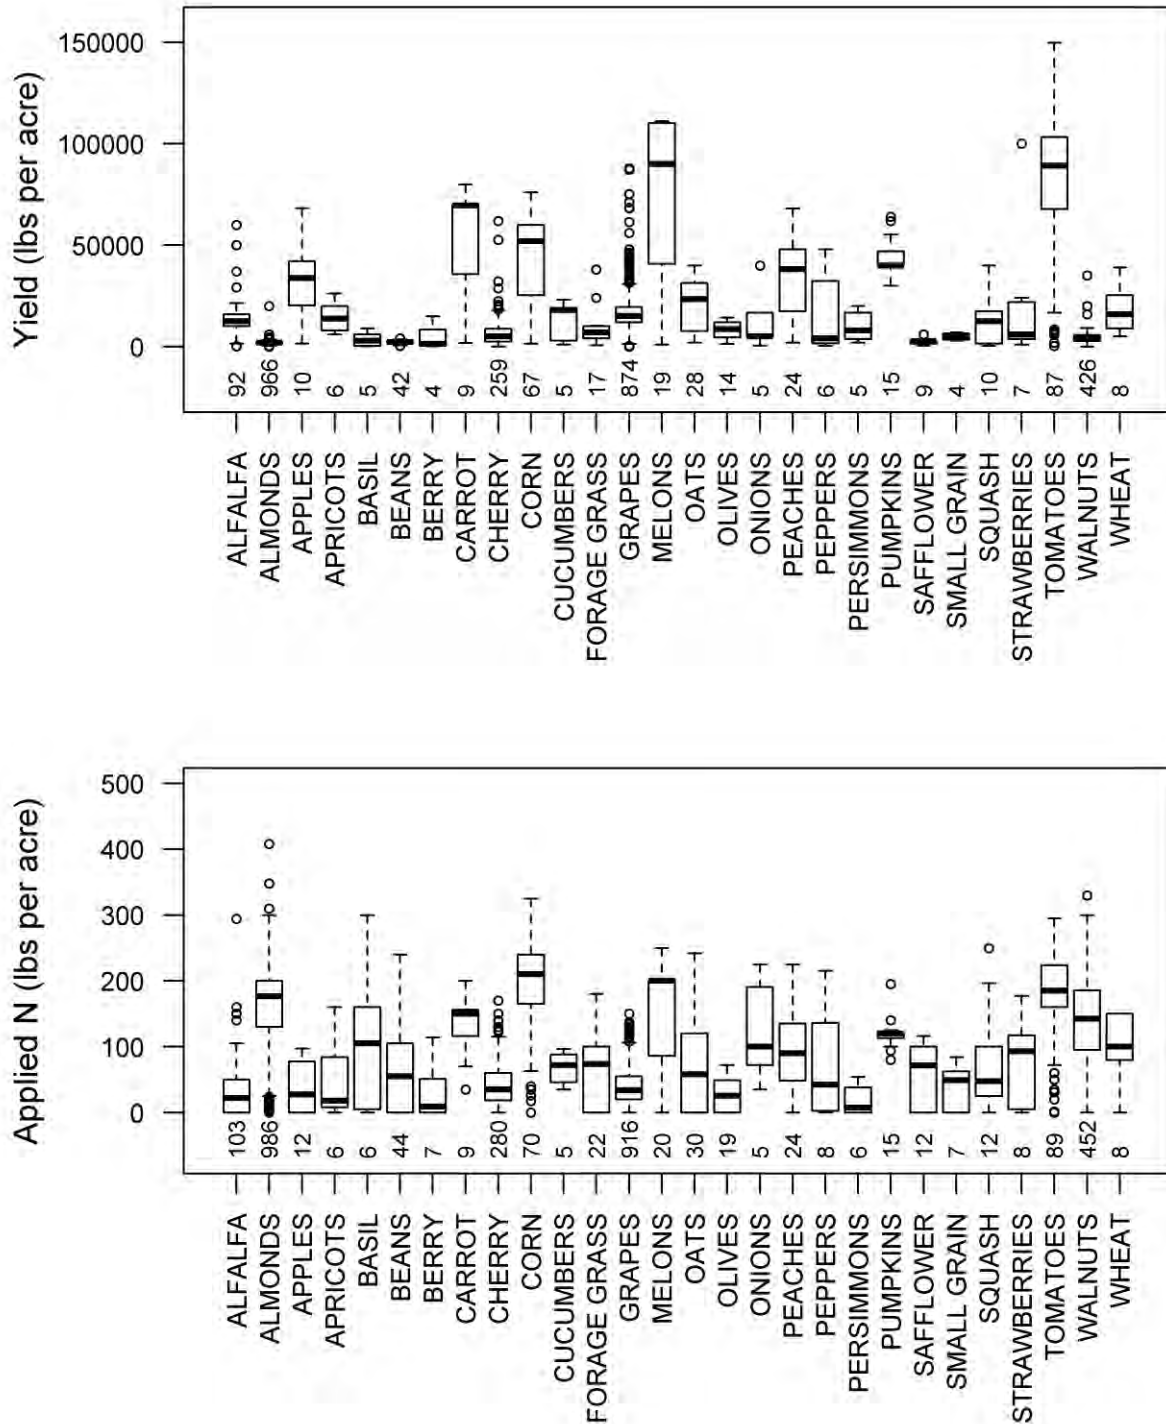 Yield (lbs per acre)
150000
100000
50000
0
92 966 10 6 5 42 4 9 259 67 5 17 874 19 28 14 5 24 6 5 15 9 4 10 7 87 426 8
ALFALFA ALMONDS APPLES APRICOTS BASIL BEANS BERRY CARROT CHERRY CORN CUCUMBERS FORAGE GRASS GRAPES MELONS OATS OLIVES ONIONS PEACHES PEPPERS PERSIMMONS PUMPKINS SAFFLOWER SMALL GRAIN SQUASH STRAWBERRIES TOMATOES WALNUTS WHEAT
Applied N (lbs per acre)
500
400
300
200
100
0
103 986 12 6 6 44 7 9 280 70 5 22 916 20 30 19 5 24 8 6 15 12 7 12 8 89 452 8
ALFALFA ALMONDS APPLES APRICOTS BASIL BEANS BERRY CARROT CHERRY CORN CUCUMBERS FORAGE GRASS GRAPES MELONS OATS OLIVES ONIONS PEACHES PEPPERS PERSIMMONS PUMPKINS SAFFLOWER SMALL GRAIN SQUASH STRAWBERRIES TOMATOES WALNUTS WHEAT